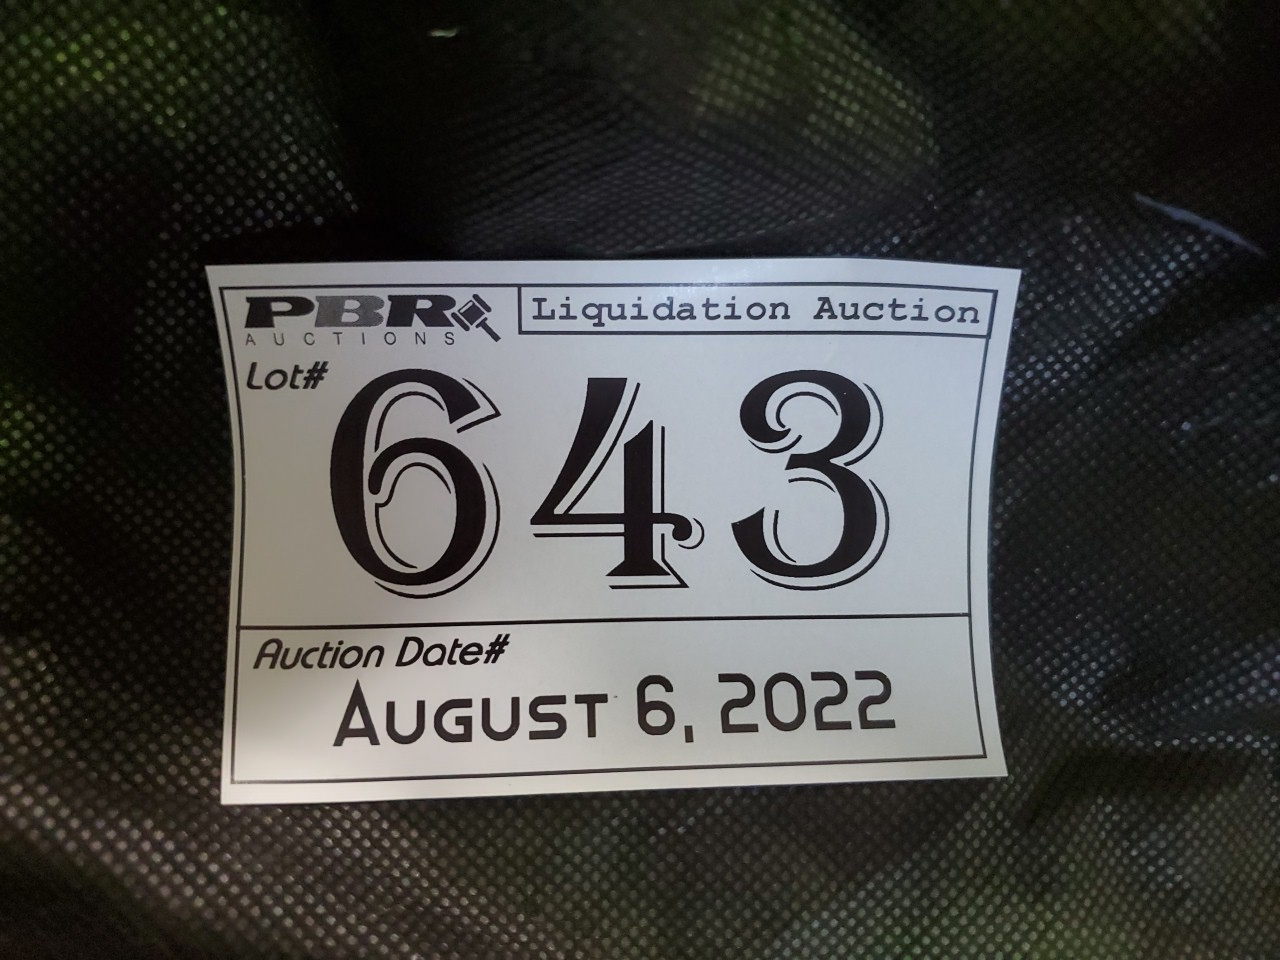 PBR
AUCTIONS
Liquidation Auction
Lot#
643
Auction Date#
August 6, 2022